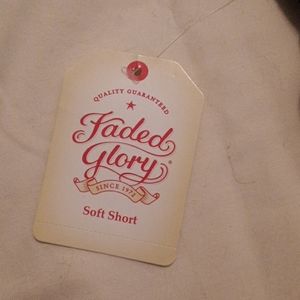 QUALITY GUARANTEED
Faded
Glory®
SINCE 1972
Soft Short